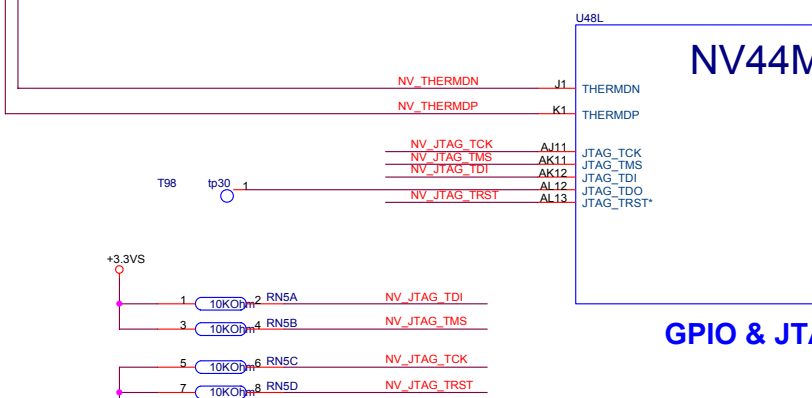 U48L
NV44M
NV_THERMDN J1 THERMDN
NV_THERMDP K1 THERMDP
NV_JTAG_TCK AJ11 JTAG_TCK
NV_JTAG_TMS AK11 JTAG_TMS
NV_JTAG_TDI AK12 JTAG_TDI
T98 tp30 1 AL12 JTAG_TDO
NV_JTAG_TRST AL13 JTAG_TRST*
+3.3VS
1 10KOhm 2 RN5A NV_JTAG_TDI
3 10KOhm 4 RN5B NV_JTAG_TMS
GPIO & JTA
5 10KOhm 6 RN5C NV_JTAG_TCK
7 10KOhm 8 RN5D NV_JTAG_TRST